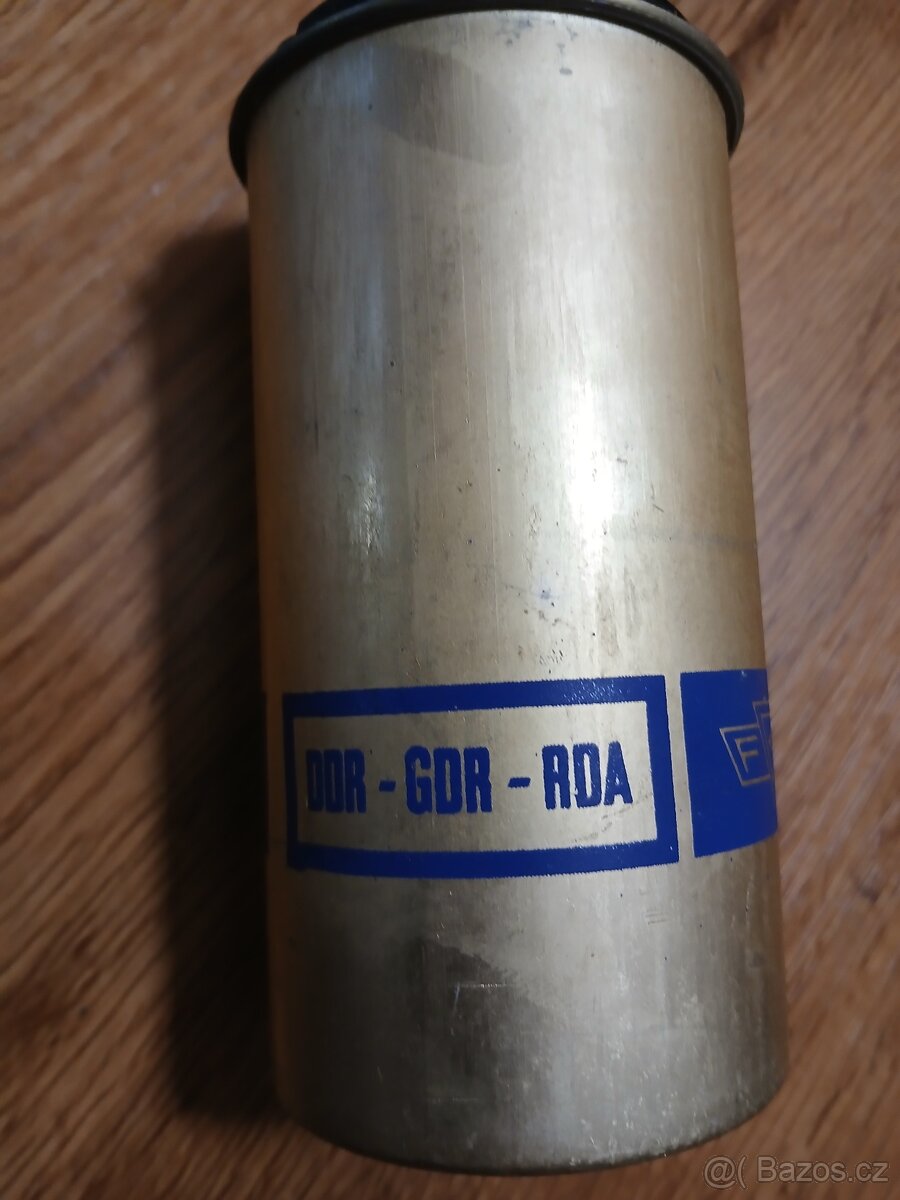 DDR - GDR - RDA
F
@( Bazos.cz